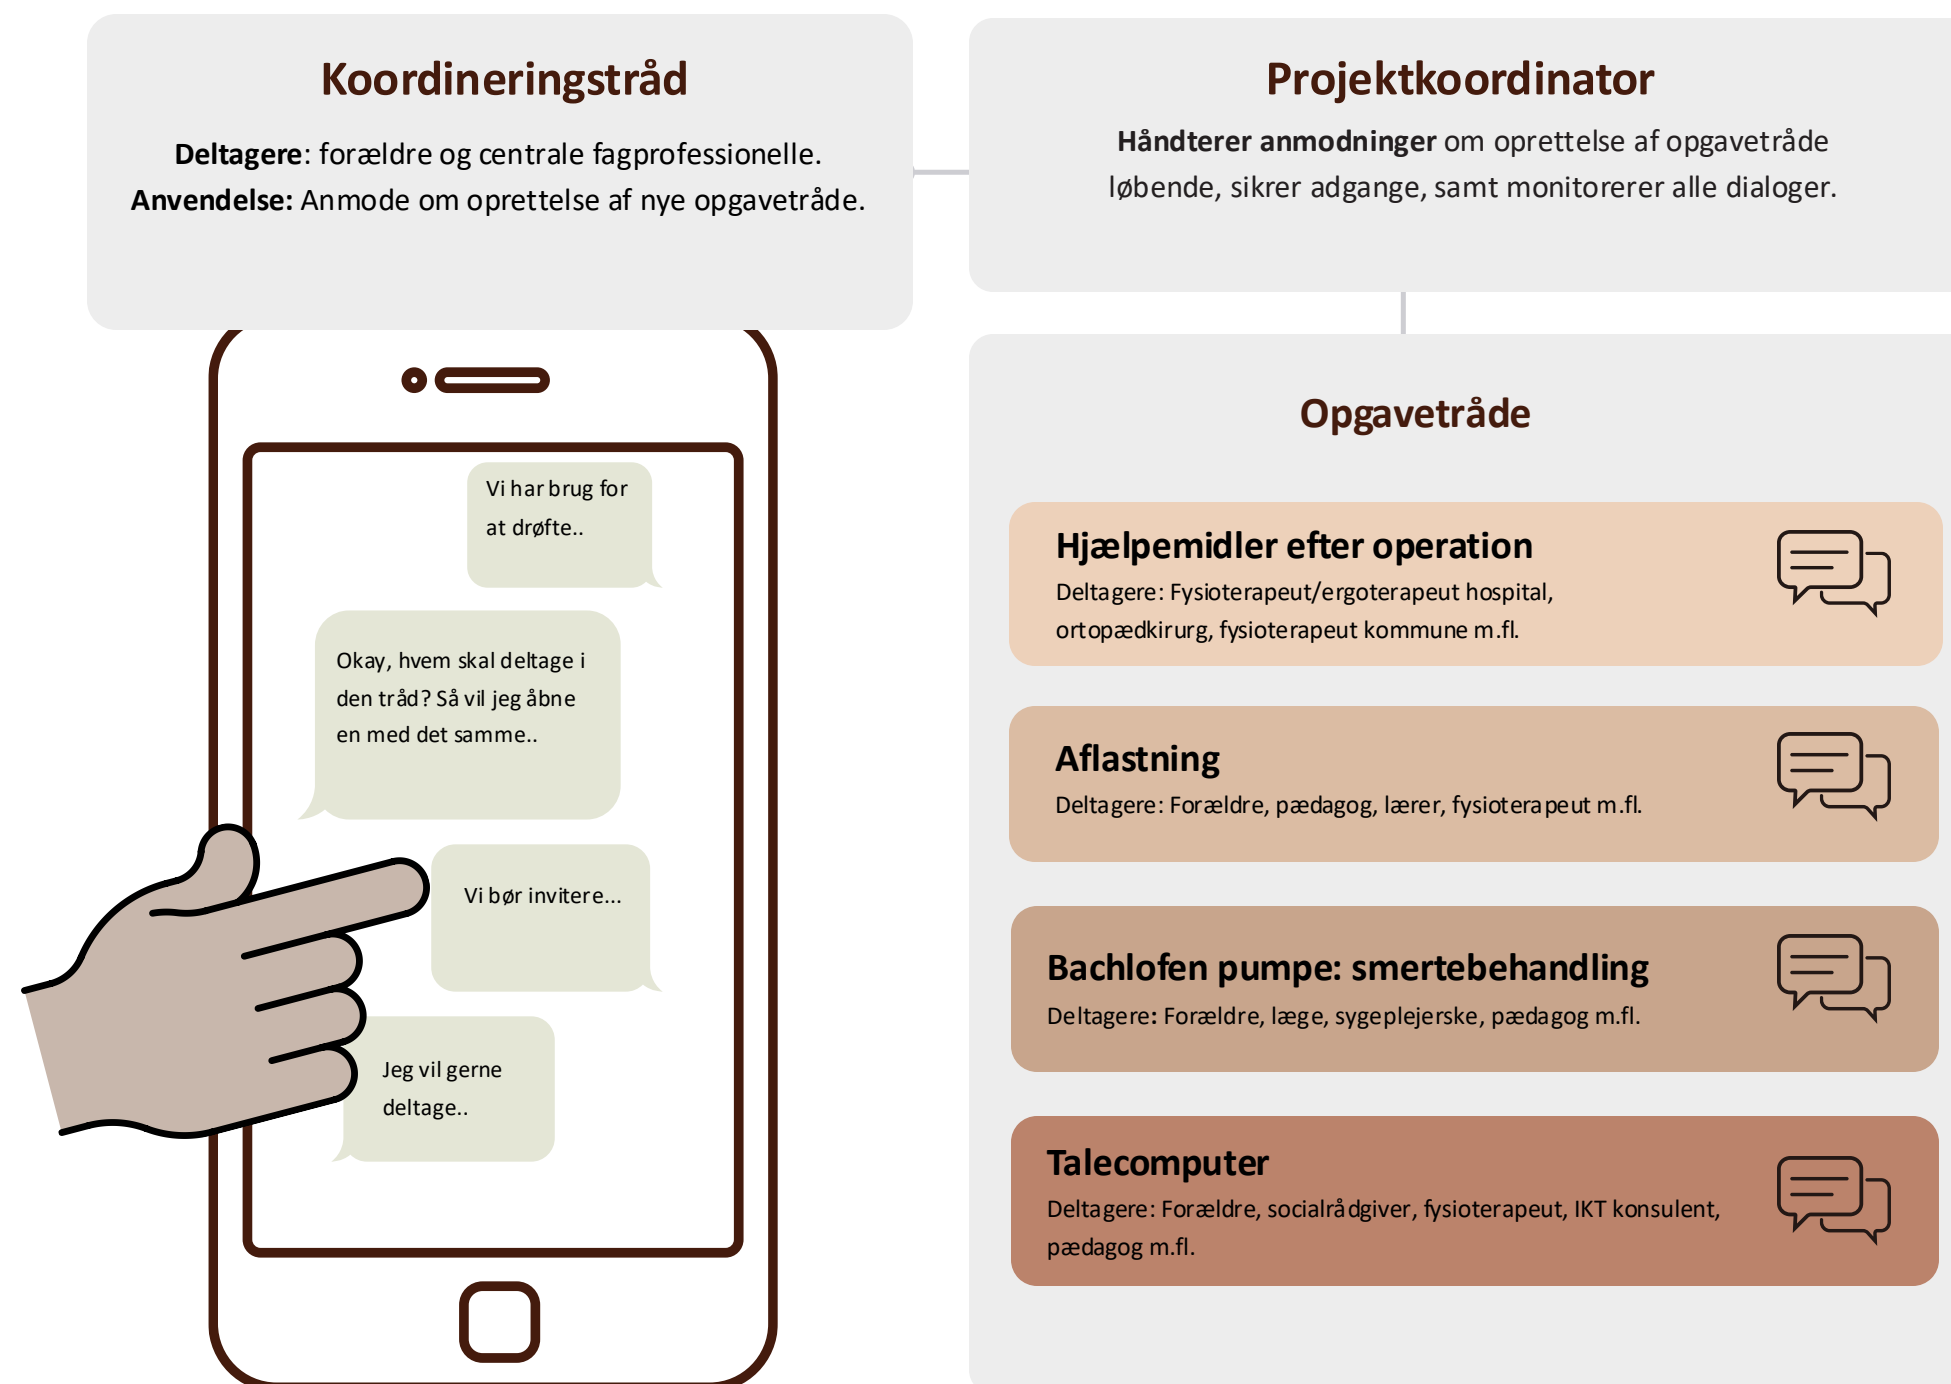 Koordineringstråd
Deltagere: forældre og centrale fagprofessionelle.
Anvendelse: Anmode om oprettelse af nye opgavetråde.
Projektkoordinator
Håndterer anmodninger om oprettelse af opgavetråde
løbende, sikrer adgange, samt monitorerer alle dialoger.
Vi har brug for
at drøfte..
Okay, hvem skal deltage i
den tråd? Så vil jeg åbne
en med det samme..
Vi bør invitere...
Jeg vil gerne
deltage..
Opgavetråde
Hjælpemidler efter operation
Deltagere: Fysioterapeut/ergoterapeut hospital,
ortopædkirurg, fysioterapeut kommune m.fl.
Aflastning
Deltagere: Forældre, pædagog, lærer, fysioterapeut m.fl.
Bachlofen pumpe: smertebehandling
Deltagere: Forældre, læge, sygeplejerske, pædagog m.fl.
Talecomputer
Deltagere: Forældre, socialrådgiver, fysioterapeut, IKT konsulent,
pædagog m.fl.